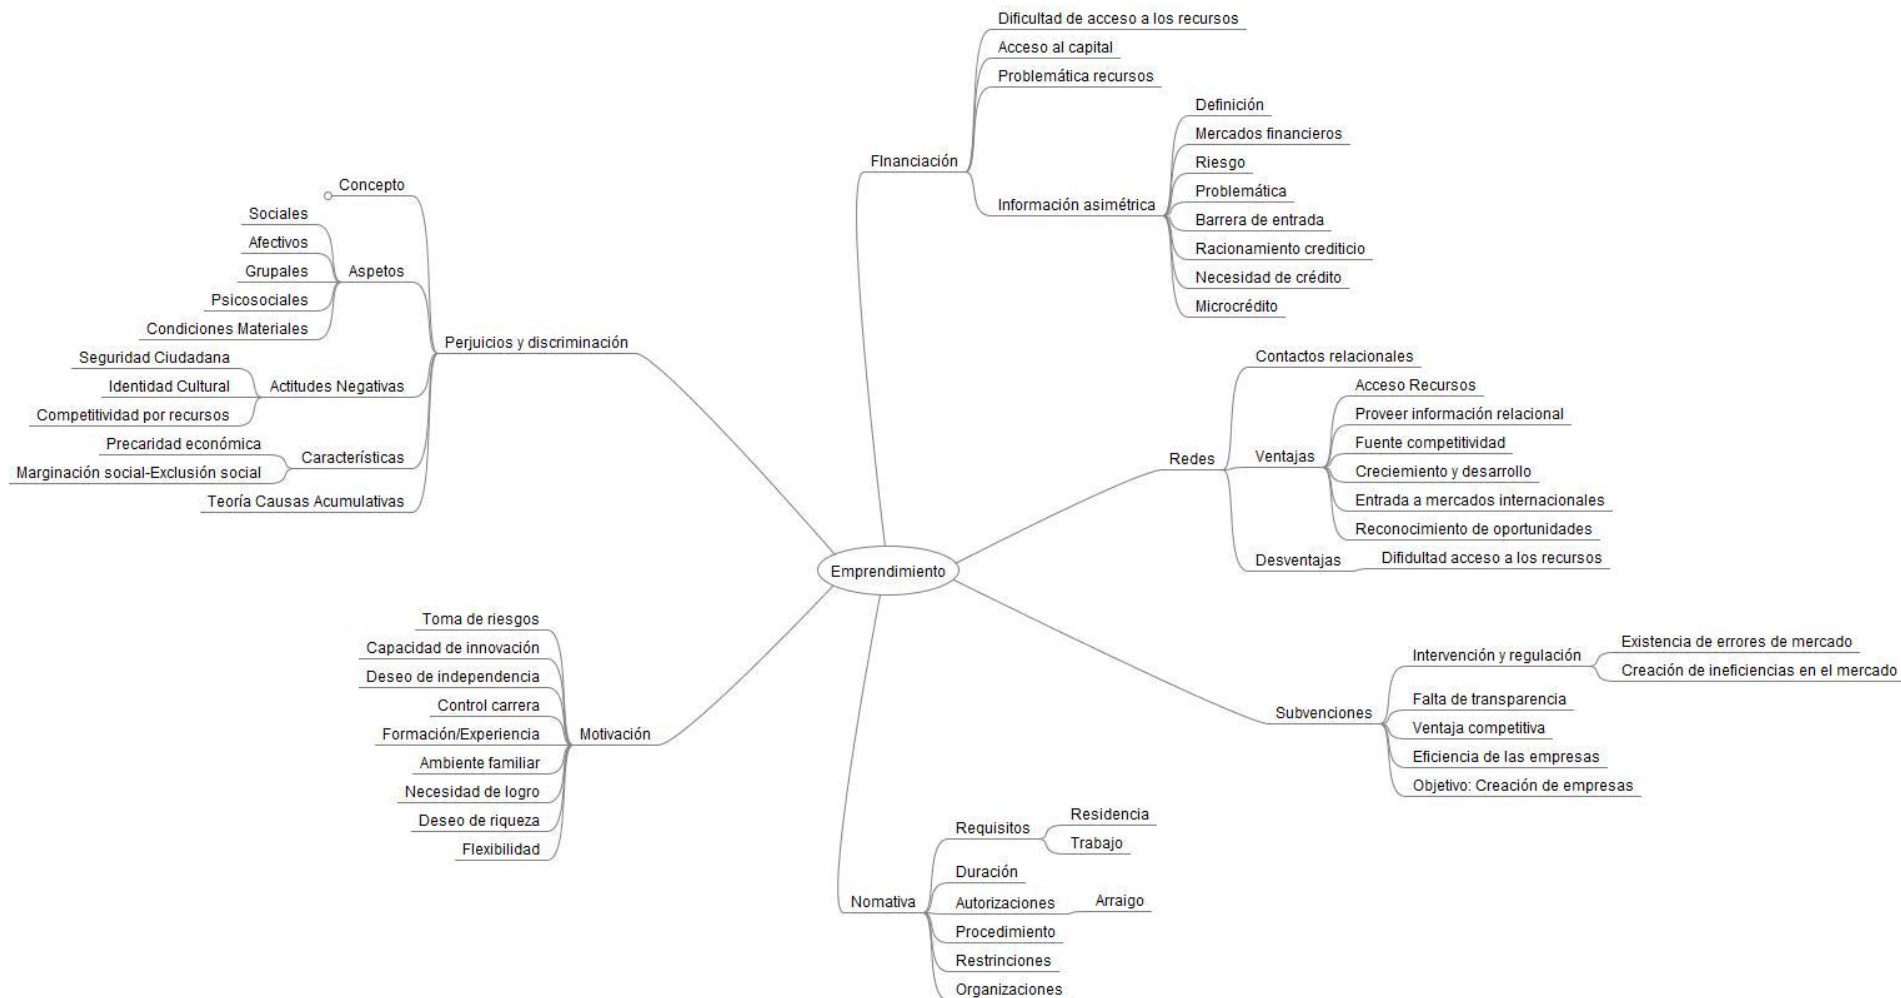 Emprendimiento
FInanciación
Dificultad de acceso a los recursos
Acceso al capital
Problemática recursos
Información asimétrica
Definición
Mercados financieros
Riesgo
Problemática
Barrera de entrada
Racionamiento crediticio
Necesidad de crédito
Microcrédito
Redes
Contactos relacionales
Ventajas
Acceso Recursos
Proveer información relacional
Fuente competitividad
Creciemiento y desarrollo
Entrada a mercados internacionales
Reconocimiento de oportunidades
Desventajas
Difidultad acceso a los recursos
Subvenciones
Intervención y regulación
Existencia de errores de mercado
Creación de ineficiencias en el mercado
Falta de transparencia
Ventaja competitiva
Eficiencia de las empresas
Objetivo: Creación de empresas
Nomativa
Requisitos
Residencia
Trabajo
Duración
Autorizaciones
Arraigo
Procedimiento
Restrinciones
Organizaciones
Perjuicios y discriminación
Concepto
Aspetos
Sociales
Afectivos
Grupales
Psicosociales
Condiciones Materiales
Actitudes Negativas
Seguridad Ciudadana
Identidad Cultural
Competitividad por recursos
Características
Precaridad económica
Marginación social-Exclusión social
Teoría Causas Acumulativas
Motivación
Toma de riesgos
Capacidad de innovación
Deseo de independencia
Control carrera
Formación/Experiencia
Ambiente familiar
Necesidad de logro
Deseo de riqueza
Flexibilidad